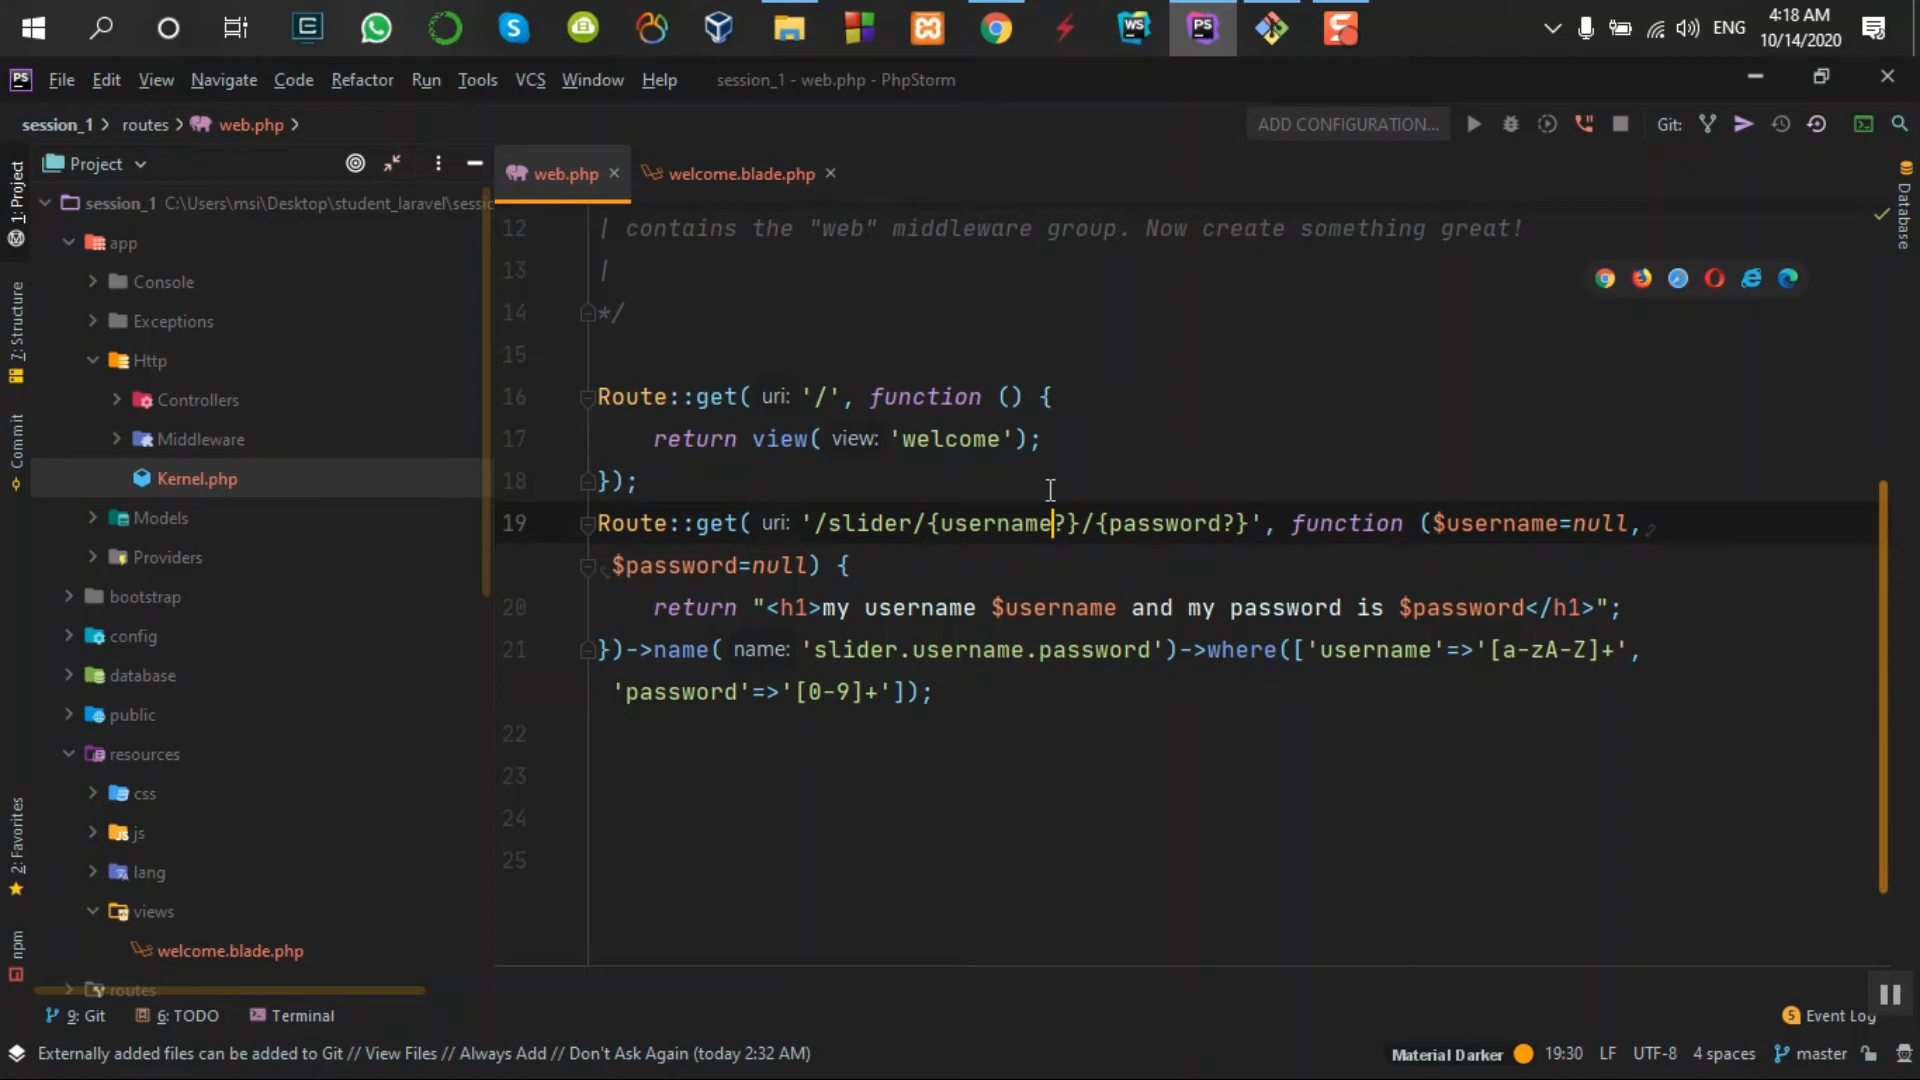 4:18 AM
ENG
10/14/2020
PS File Edit View Navigate Code Refactor Run Tools VCS Window Help session_1 - web.php - PhpStorm
session_1 routes web.php ADD CONFIGURATION... Git:
Project
web.php welcome.blade.php
1: Project
7: Structure
Commit
2: Favorites
npm
Database
session_1 C:\Users\msi\Desktop\student_laravel\sessi
app
Console
Exceptions
Http
Controllers
Middleware
Kernel.php
Models
Providers
bootstrap
config
database
public
resources
css
js
lang
views
welcome.blade.php
routes
12 | contains the "web" middleware group. Now create something great!
13 |
14 */
15
16 Route::get( uri: '/', function () {
17 return view( view: 'welcome');
18 });
19 Route::get( uri: '/slider/{username?}/{password?}', function ($username=null,
$password=null) {
20 return "<h1>my username $username and my password is $password</h1>";
21 })->name( name: 'slider.username.password')->where(['username'=>'[a-zA-Z]+',
'password'=>'[0-9]+']);
22
23
24
25
9: Git 6: TODO Terminal 5 Event Log
Externally added files can be added to Git // View Files // Always Add // Don't Ask Again (today 2:32 AM) Material Darker 19:30 LF UTF-8 4 spaces master